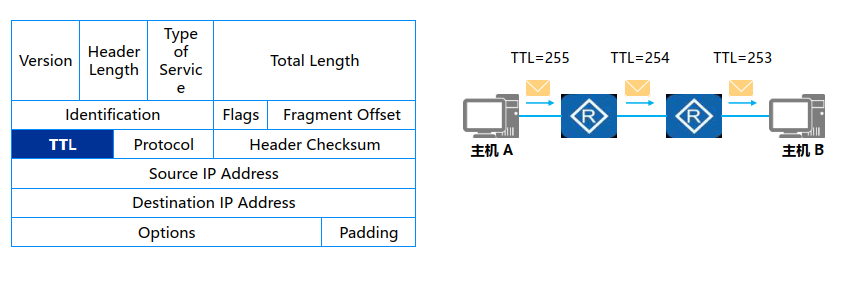 Version
Header
Length
Type
of
Servic
e
Total Length
Identification
Flags
Fragment Offset
TTL
Protocol
Header Checksum
Source IP Address
Destination IP Address
Options
Padding
TTL=255
TTL=254
TTL=253
R
R
主机 A
主机 B